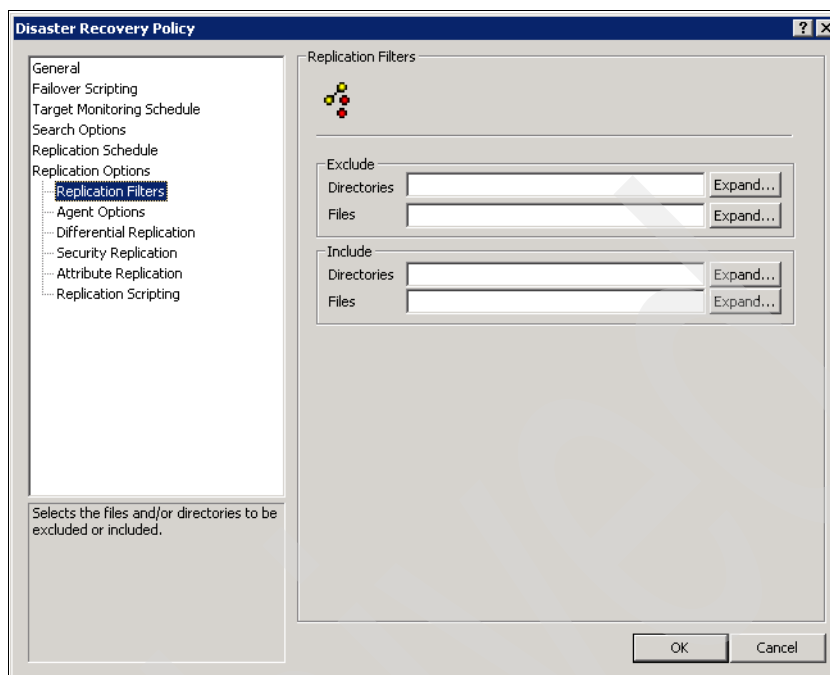 Disaster Recovery Policy
General
Failover Scripting
Target Monitoring Schedule
Search Options
Replication Schedule
Replication Options
Replication Filters
Agent Options
Differential Replication
Security Replication
Attribute Replication
Replication Scripting
Selects the files and/or directories to be
excluded or included.
Replication Filters
Exclude
Directories Expand...
Files Expand...
Include
Directories Expand...
Files Expand...
OK Cancel